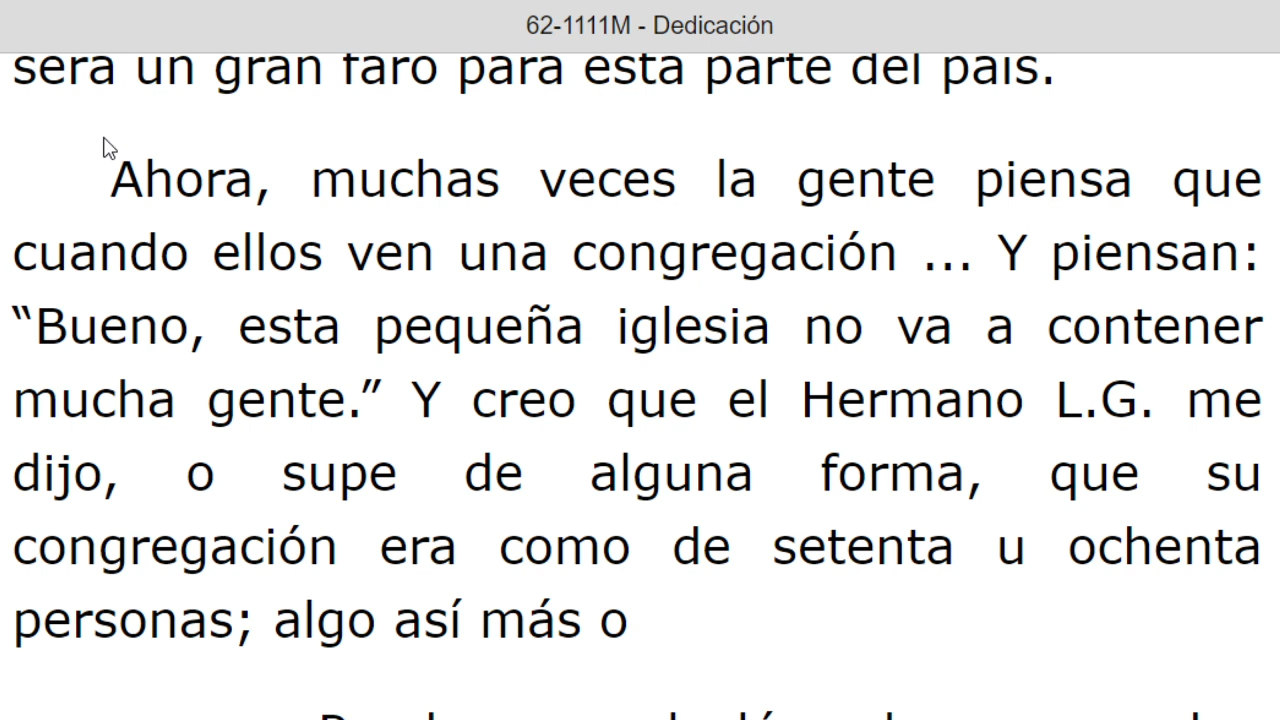 62-1111M - Dedicación
será un gran faro para esta parte del país.
Ahora, muchas veces la gente piensa que
cuando ellos ven una congregación ... Y piensan:
“Bueno, esta pequeña iglesia no va a contener
mucha gente.” Y creo que el Hermano L.G. me
dijo, o supe de alguna forma, que su
congregación era como de setenta u ochenta
personas; algo así más o